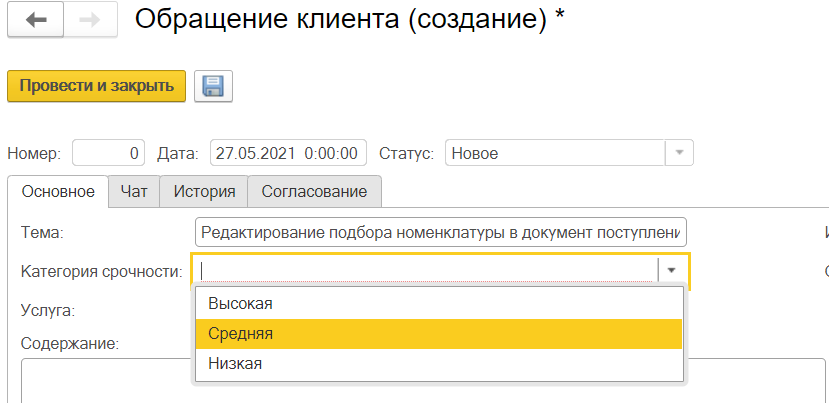 Обращение клиента (создание) *
Провести и закрыть
Номер: 0 Дата: 27.05.2021 0:00:00 Статус: Новое
Основное Чат История Согласование
Тема: Редактирование подбора номенклатуры в документ поступлени
Категория срочности:
Высокая
Услуга:
Средняя
Содержание:
Низкая